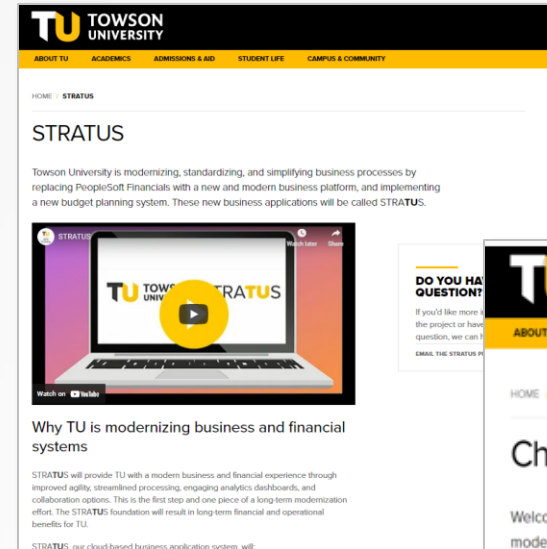 TU TOWSON
UNIVERSITY
ABOUT TU ACADEMICS ADMISSIONS & AID STUDENT LIFE CAMPUS & COMMUNITY
HOME / STRATUS
STRATUS
Towson University is modernizing, standardizing, and simplifying business processes by
replacing PeopleSoft Financials with a new and modern business platform, and implementing
a new budget planning system. These new business applications will be called STRATUS.
STRATUS
Watch later Share
TU STRATUS
Watch on YouTube
DO YOU
QUESTION?
If you'd like more
the project or have
question, we can
EMAIL THE STRATUS
Why TU is modernizing business and financial
systems
STRATUS will provide TU with a modern business and financial experience through
improved agility, streamlined processing, engaging analytics dashboards, and
collaboration options. This is the first step and one piece of a long-term modernization
effort. The STRATUS foundation will result in long-term financial and operational
benefits for TU.
STRATUS, our cloud-based business application system, will:
ABOUT
HOME